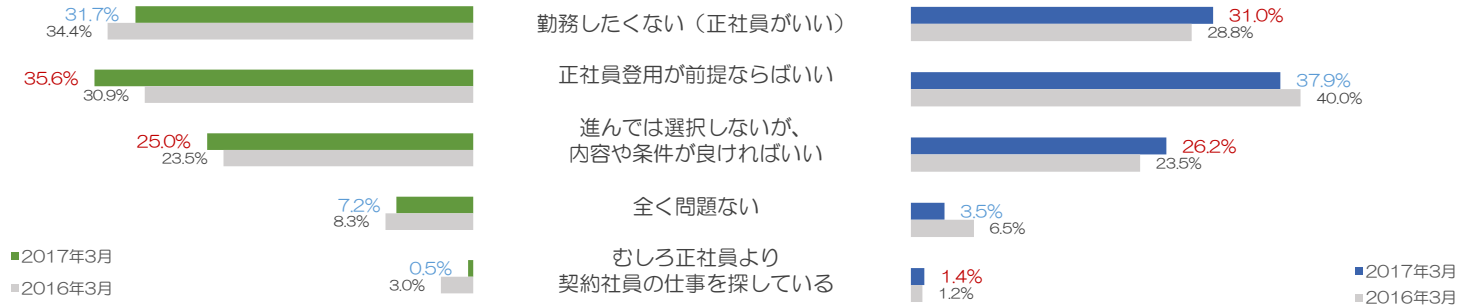 31.7%
34.4%
勤務したくない（正社員がいい）
31.0%
28.8%
35.6%
30.9%
正社員登用が前提ならばいい
37.9%
40.0%
25.0%
23.5%
進んでは選択しないが、
内容や条件が良ければいい
26.2%
23.5%
7.2%
8.3%
全く問題ない
3.5%
6.5%
0.5%
3.0%
むしろ正社員より
契約社員の仕事を探している
1.4%
1.2%
2017年3月
2016年3月
2017年3月
2016年3月